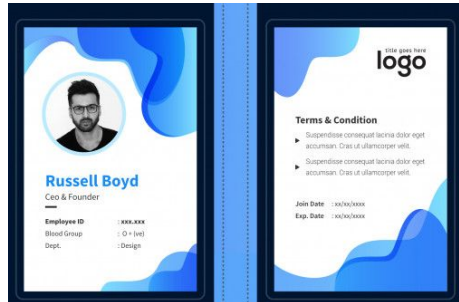 Russell Boyd
Ceo & Founder
Employee ID : xxx.xxx
Blood Group : O + (ve)
Dept. : Design
title goes here
logo
Terms & Condition
Suspendisse consequat lacina dolor eget
accumsan. Cras ut ullamcorper velit.
Suspendisse consequat lacina dolor eget
accumsan. Cras ut ullamcorper velit.
Join Date : xx/xx/xxxx
Exp. Date : xx/xx/xxxx